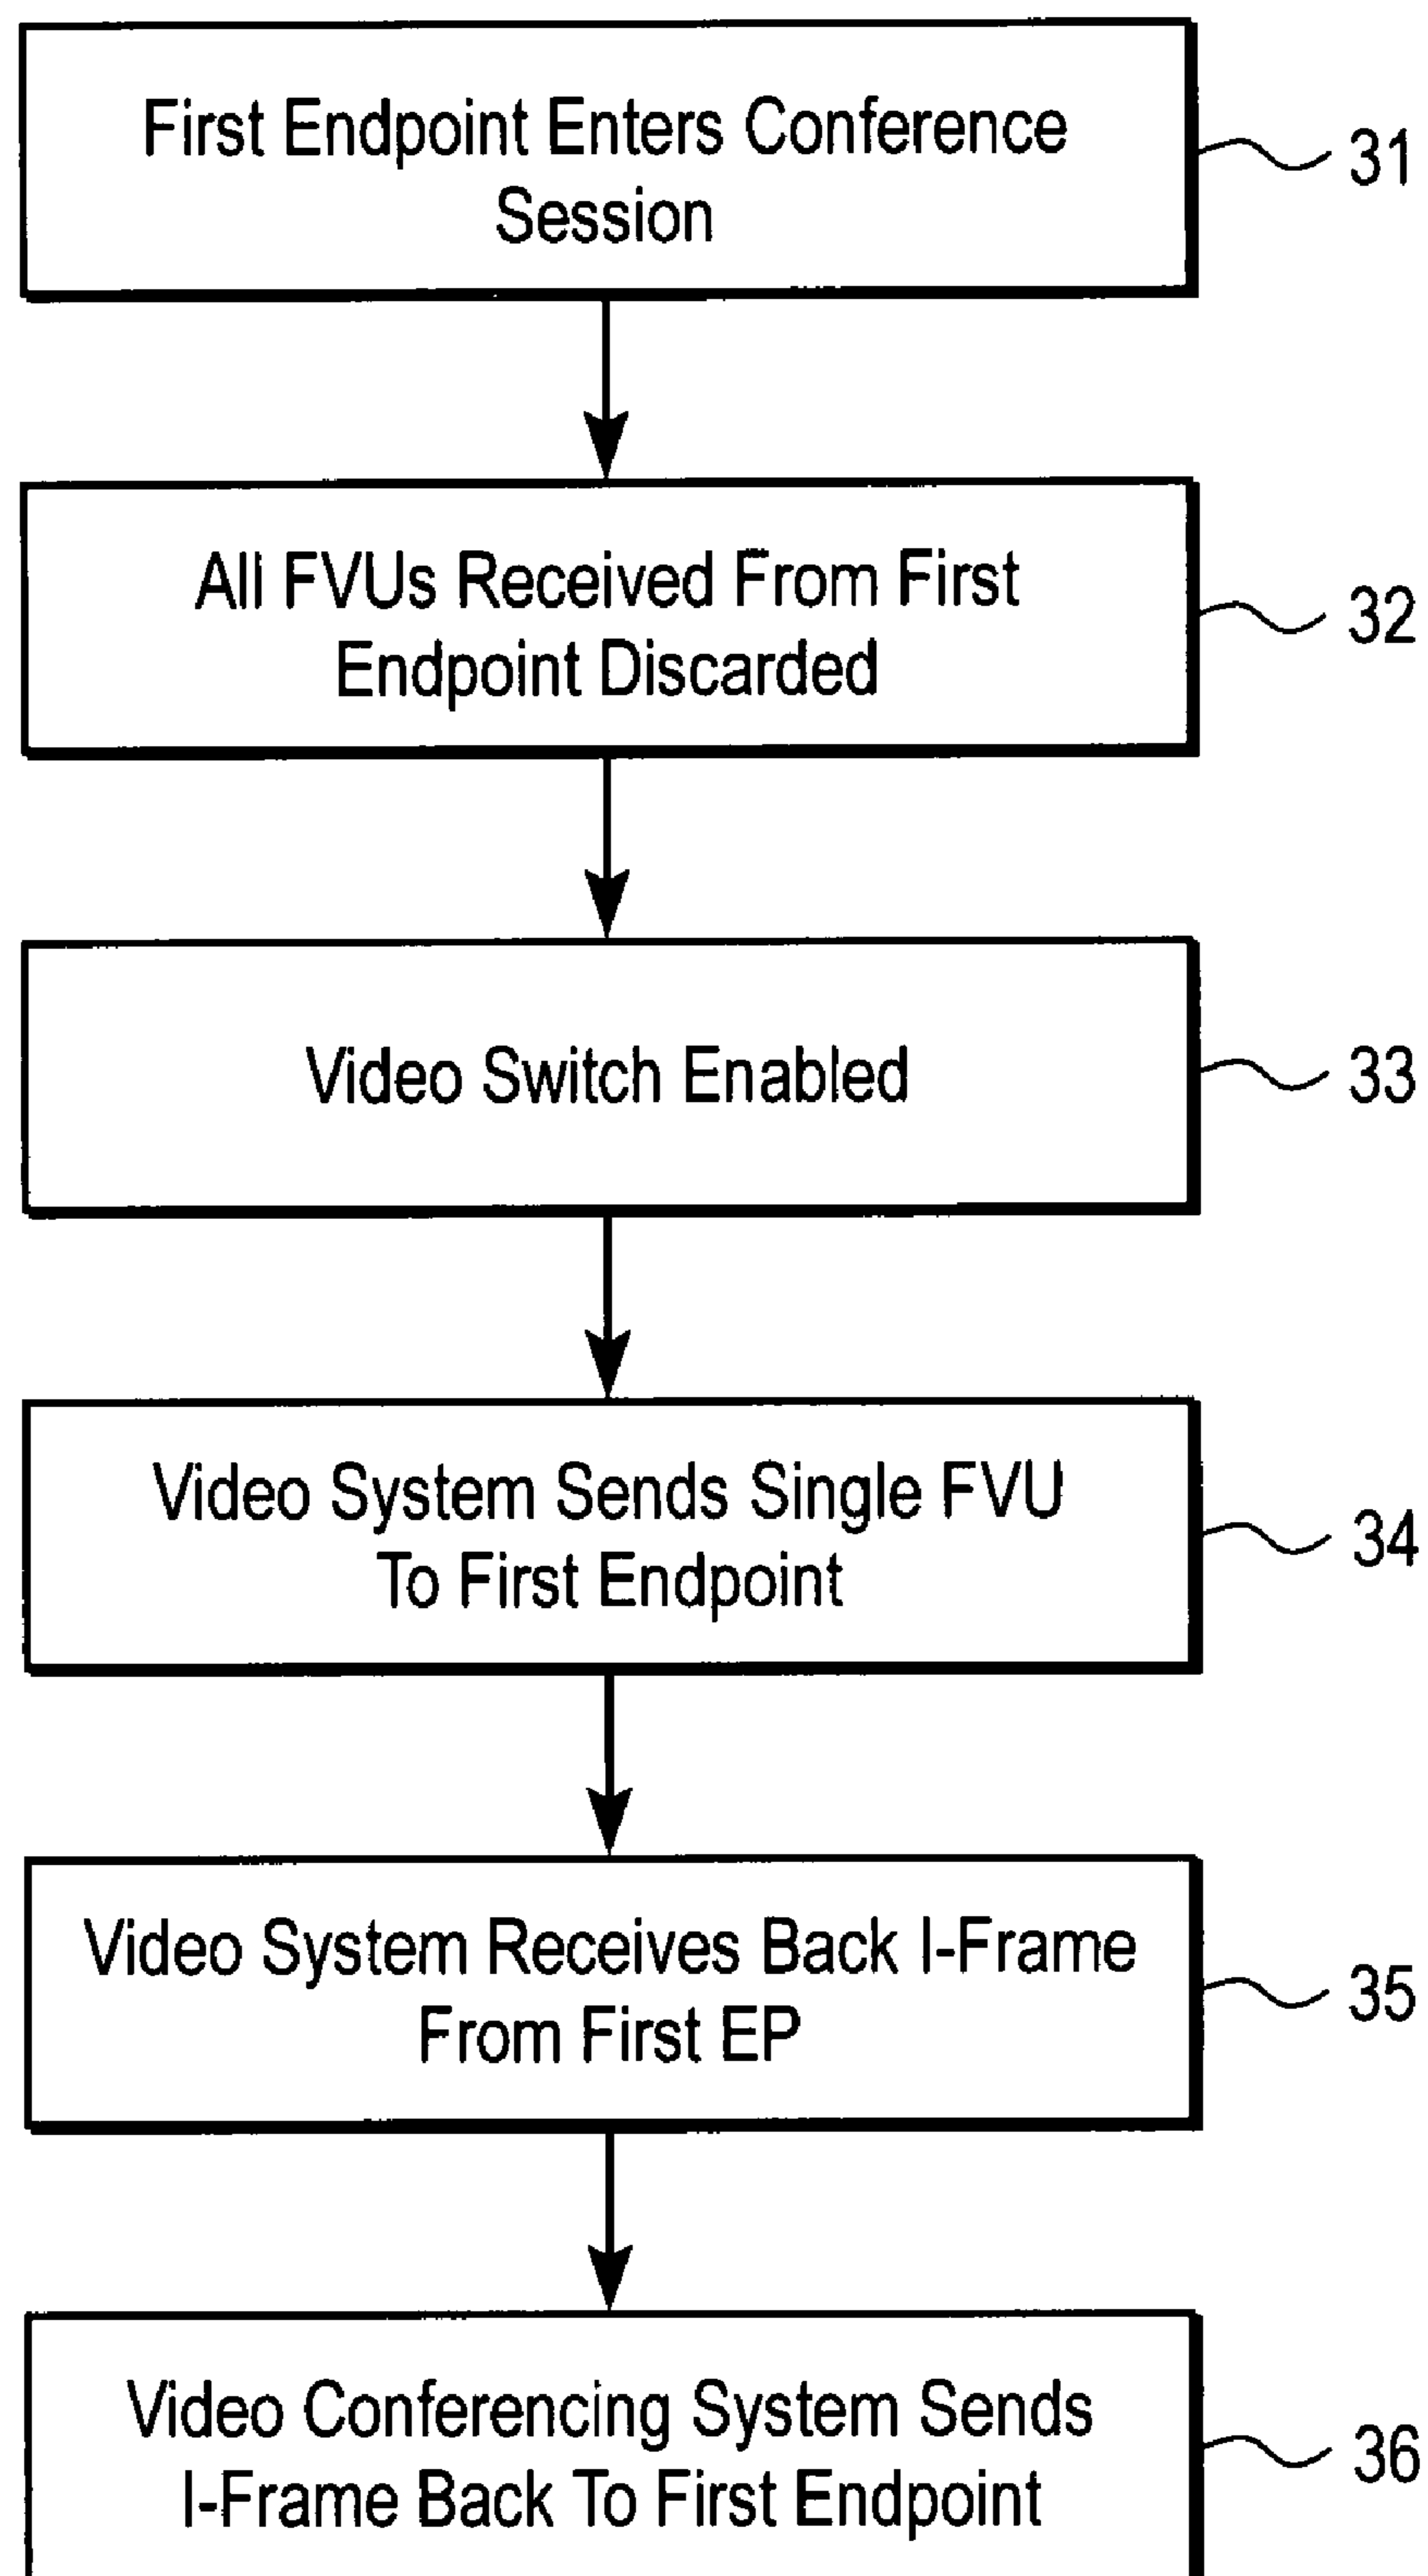 First Endpoint Enters Conference
Session
31
All FVUs Received From First
Endpoint Discarded
32
Video Switch Enabled
33
Video System Sends Single FVU
To First Endpoint
34
Video System Receives Back I-Frame
From First EP
35
Video Conferencing System Sends
I-Frame Back To First Endpoint
36